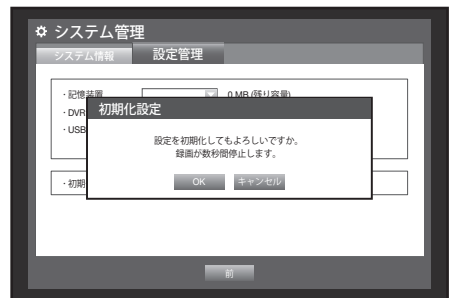 システム管理
システム情報 設定管理
・記憶装置 0 MB (残り容量)
・DVR
・USB
初期化設定
設定を初期化してもよろしいですか。
録画が数秒間停止します。
OK キャンセル
・初期
前